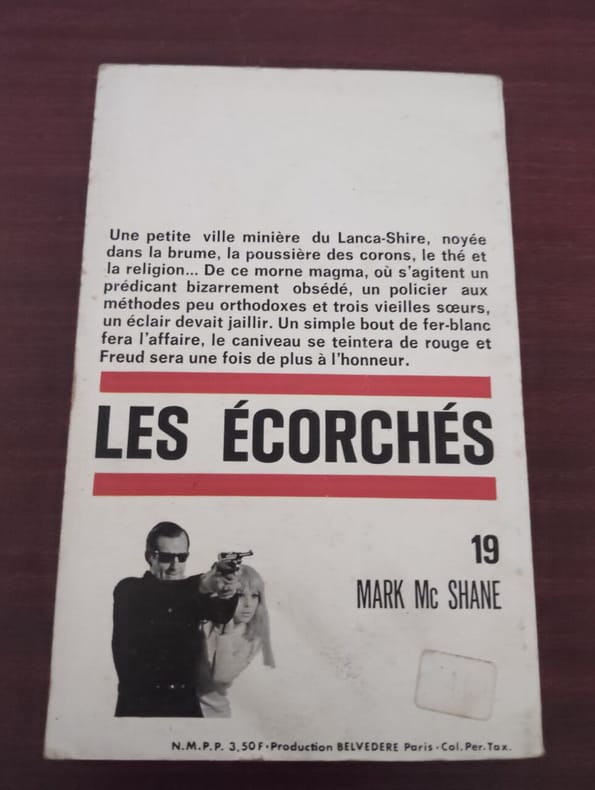 Une petite ville minière du Lanca-Shire, noyée
dans la brume, la poussière des corons, le thé et
la religion... De ce morne magma, où s'agitent un
prédicant bizarrement obsédé, un policier aux
méthodes peu orthodoxes et trois vieilles sœurs,
un éclair devait jaillir. Un simple bout de fer-blanc
fera l'affaire, le caniveau se teintera de rouge et
Freud sera une fois de plus à l'honneur.
LES ÉCORCHÉS
19
MARK Mc SHANE
N.M.P.P. 3,50 F • Production BELVEDERE Paris - Col. Per. Tax.